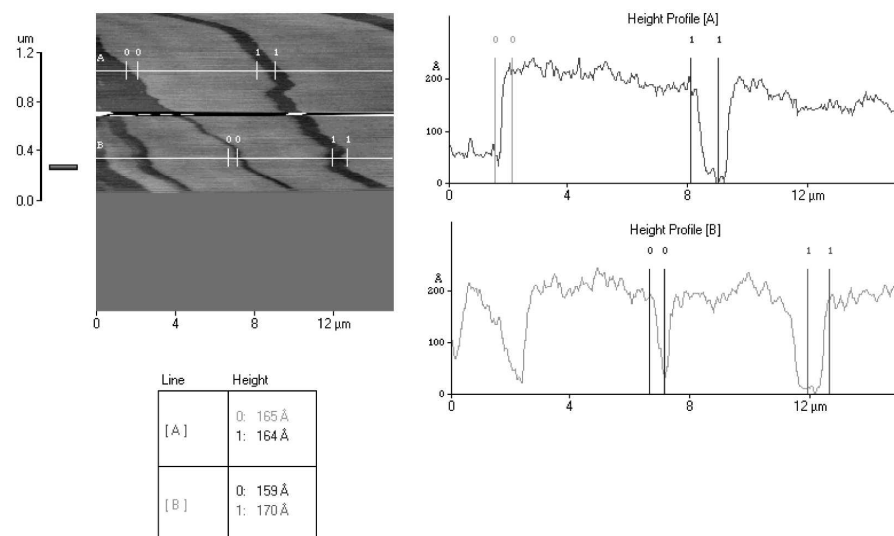 um
1.2
0.8
0.4
0.0
A
0 0
1 1
B
0 0
1 1
0 4 8 12 µm
Height Profile [A]
0 0 1 1
Å
200
100
0
0 4 8 12 µm
Height Profile [B]
0 0 1 1
Å
200
100
0
0 4 8 12 µm
Line Height
[ A ]
0: 165 Å
1: 164 Å
[ B ]
0: 159 Å
1: 170 Å